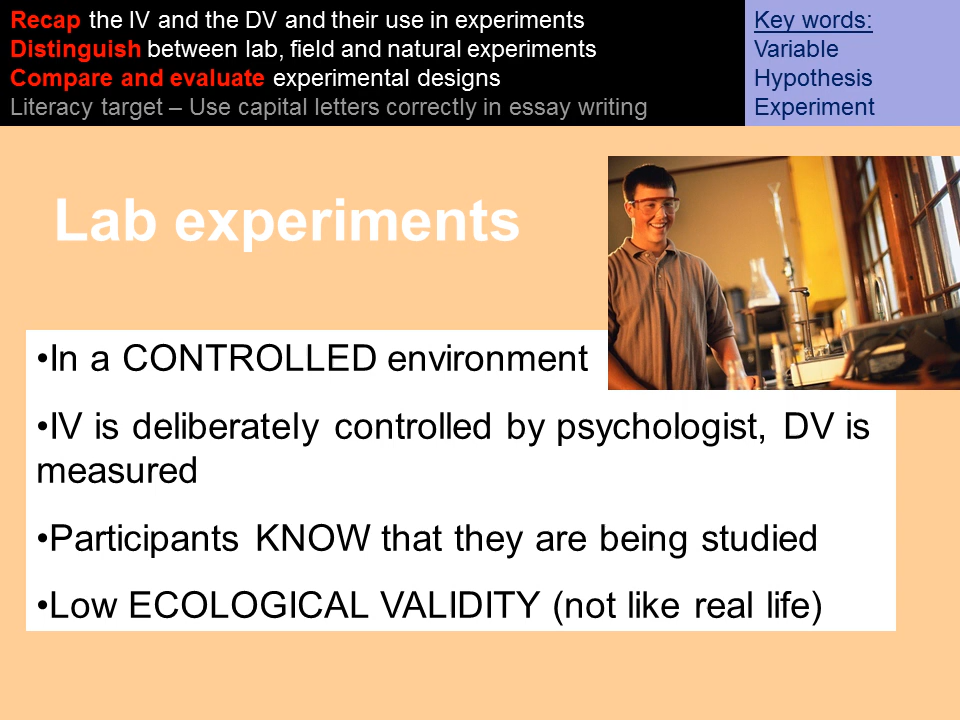 Recap the IV and the DV and their use in experiments
Distinguish between lab, field and natural experiments
Compare and evaluate experimental designs
Literacy target – Use capital letters correctly in essay writing
Key words:
Variable
Hypothesis
Experiment
Lab experiments
•In a CONTROLLED environment
•IV is deliberately controlled by psychologist, DV is
measured
•Participants KNOW that they are being studied
•Low ECOLOGICAL VALIDITY (not like real life)